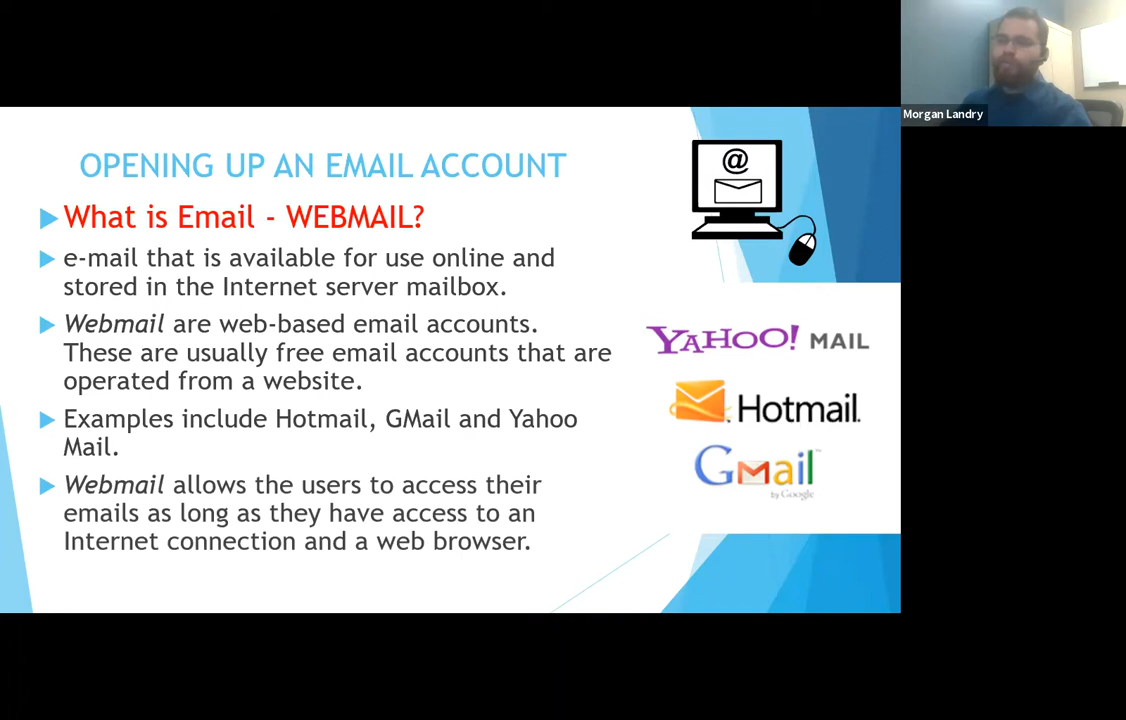 Morgan Landry
@
OPENING UP AN EMAIL ACCOUNT
What is Email - WEBMAIL?
e-mail that is available for use online and
stored in the Internet server mailbox.
Webmail are web-based email accounts.
These are usually free email accounts that are
operated from a website.
Examples include Hotmail, GMail and Yahoo
Mail.
Webmail allows the users to access their
emails as long as they have access to an
Internet connection and a web browser.
YAHOO! MAIL
Hotmail.
Gmail™
by Google